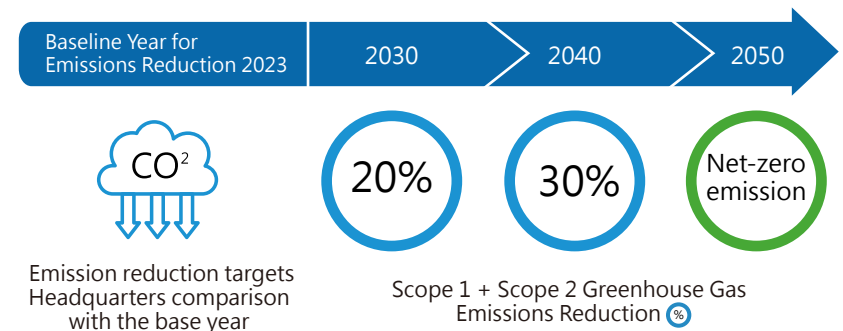 Baseline Year for
Emissions Reduction 2023
2030
2040
2050
CO²
20%
30%
Net-zero
emission
Emission reduction targets
Headquarters comparison
with the base year
Scope 1 + Scope 2 Greenhouse Gas
Emissions Reduction %